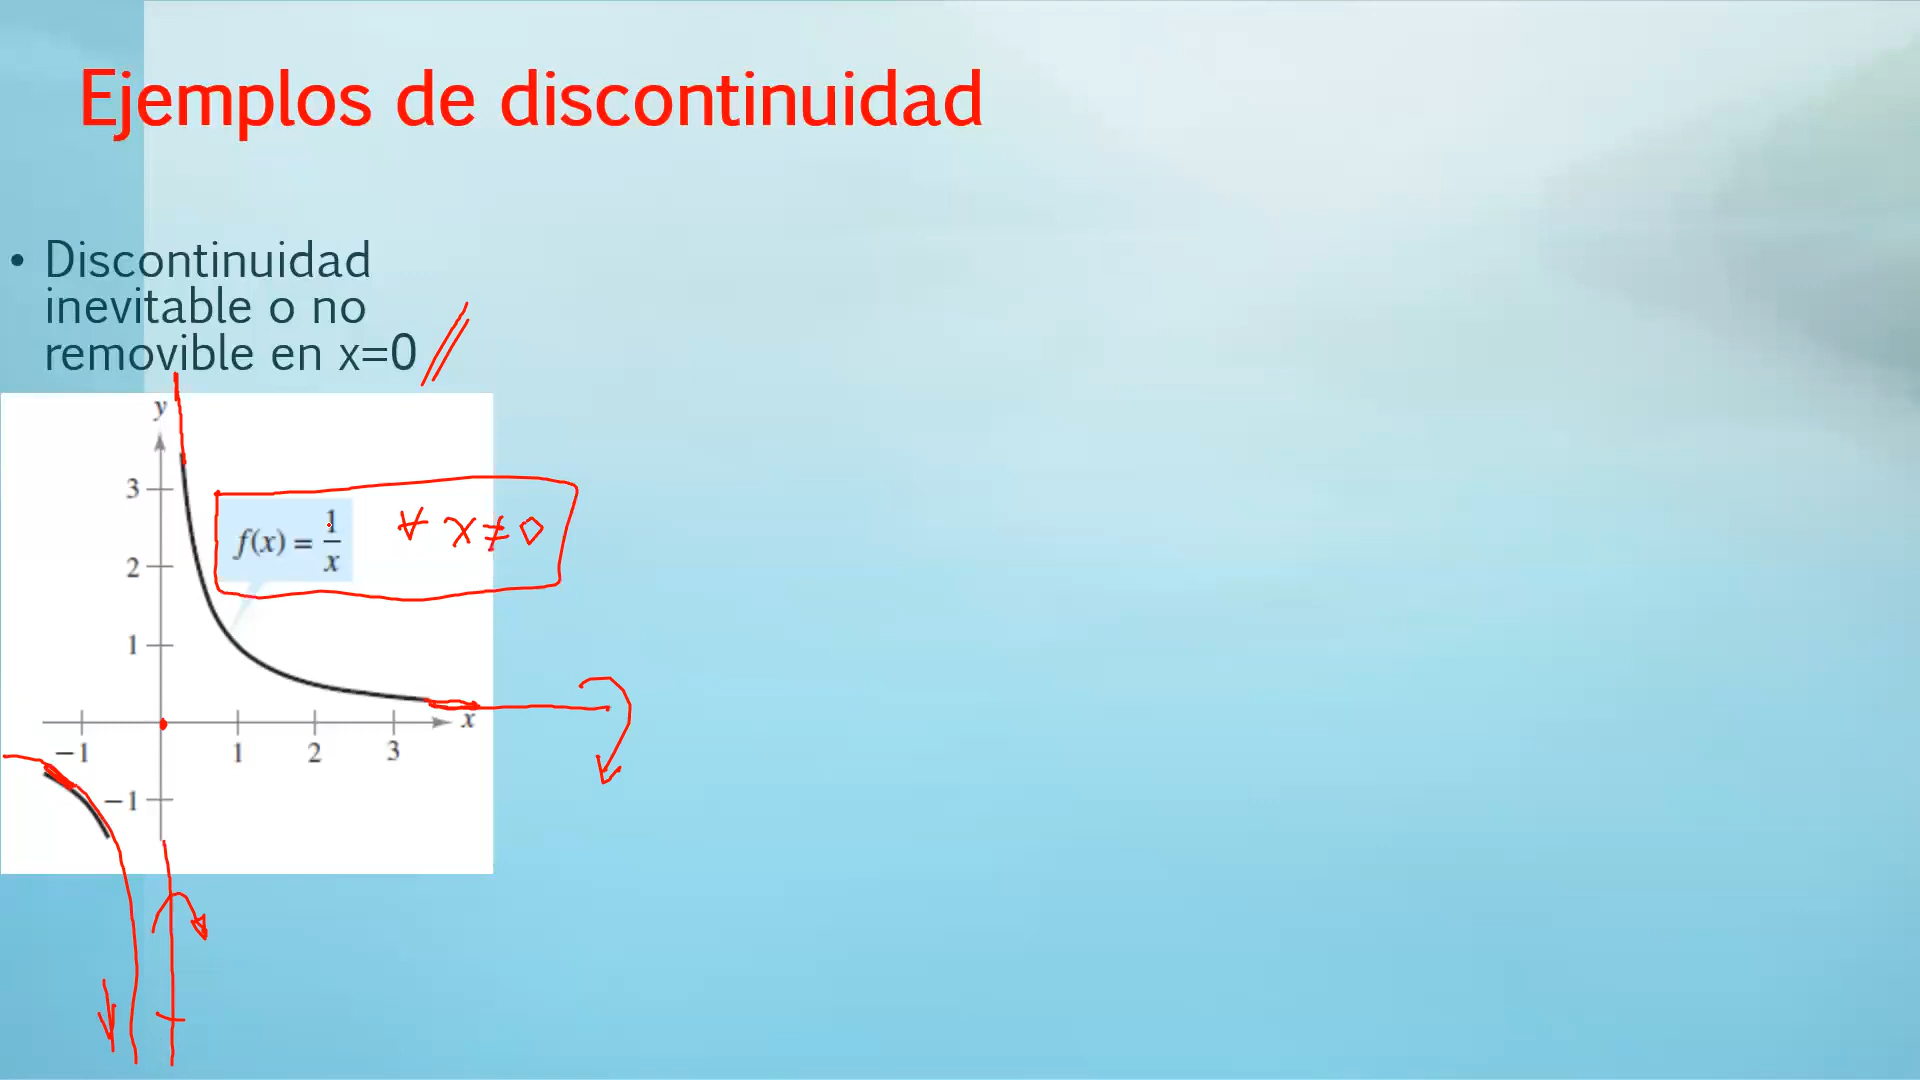 Ejemplos de discontinuidad
• Discontinuidad
inevitable o no
removible en x=0
y
3
f(x) = 1/x ∀ x ≠ 0
2
1
x
−1 1 2 3
−1